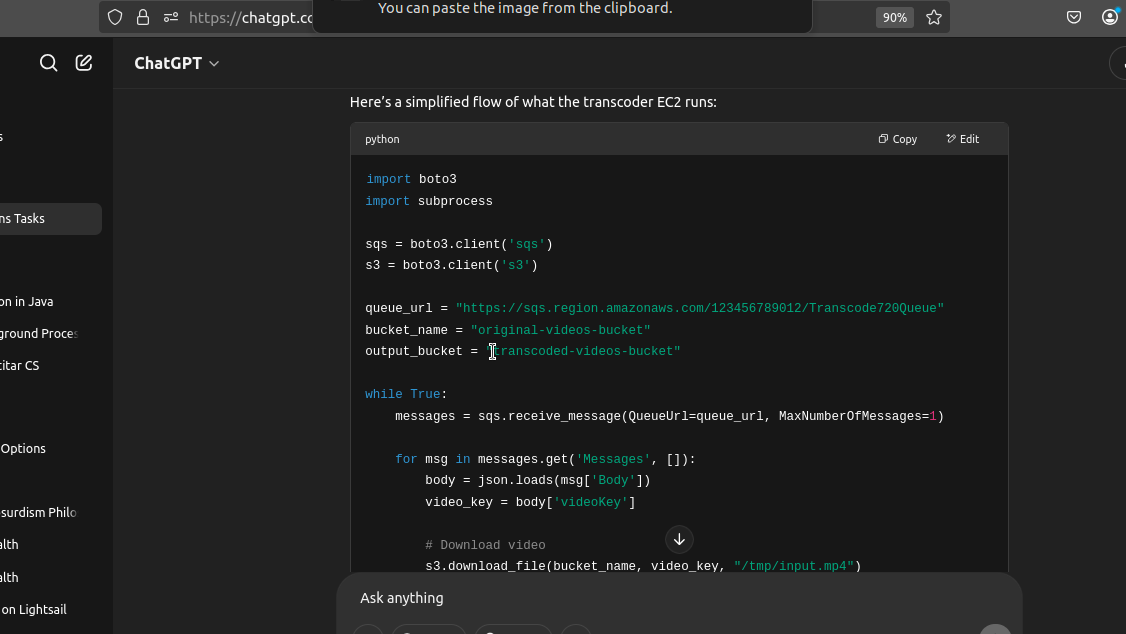 You can paste the image from the clipboard.
https://chatgpt.co
90%
ChatGPT
Here’s a simplified flow of what the transcoder EC2 runs:
s
ns Tasks
on in Java
ground Proces
citar CS
Options
surdism Philo
alth
alth
on Lightsail
python
Copy
Edit
import boto3
import subprocess
sqs = boto3.client('sqs')
s3 = boto3.client('s3')
queue_url = "https://sqs.region.amazonaws.com/123456789012/Transcode720Queue"
bucket_name = "original-videos-bucket"
output_bucket = "transcoded-videos-bucket"
while True:
    messages = sqs.receive_message(QueueUrl=queue_url, MaxNumberOfMessages=1)
    for msg in messages.get('Messages', []):
        body = json.loads(msg['Body'])
        video_key = body['videoKey']
        # Download video
        s3.download_file(bucket_name, video_key, "/tmp/input.mp4")
Ask anything